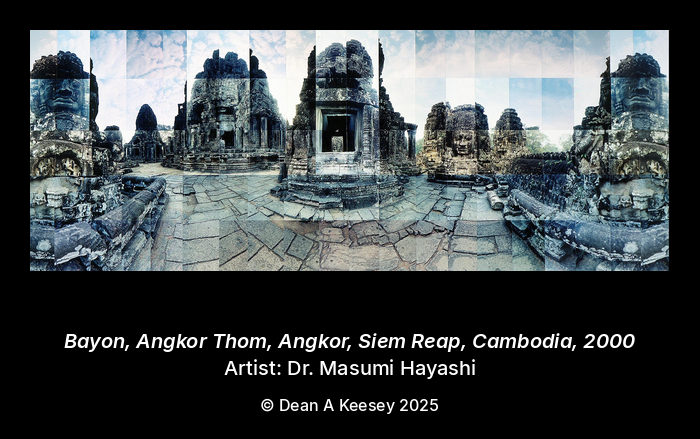 Bayon, Angkor Thom, Angkor, Siem Reap, Cambodia, 2000
Artist: Dr. Masumi Hayashi
© Dean A Keesey 2025